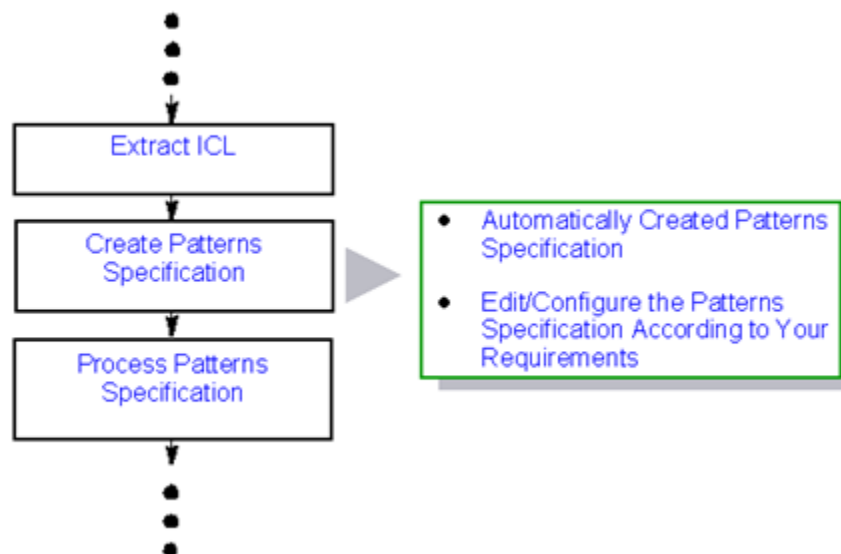 Extract ICL
Create Patterns
Specification
Process Patterns
Specification
Automatically Created Patterns
Specification
Edit/Configure the Patterns
Specification According to Your
Requirements